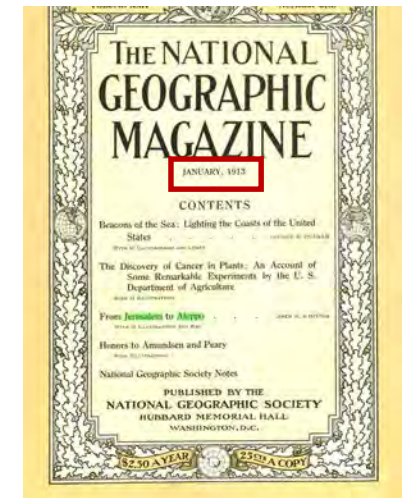 THE NATIONAL
GEOGRAPHIC
MAGAZINE
JANUARY, 1913
CONTENTS
Beacons of the Sea: Lighting the Coasts of the United
States
The Discovery of Cancer in Plants: An Account of
Some Remarkable Experiments by the U. S.
Department of Agriculture
From Jerusalem to Aleppo
Honors to Amundsen and Peary
National Geographic Society Notes
PUBLISHED BY THE
NATIONAL GEOGRAPHIC SOCIETY
HUBBARD MEMORIAL HALL
WASHINGTON, D.C.
$2.50 A YEAR 25CTS A COPY